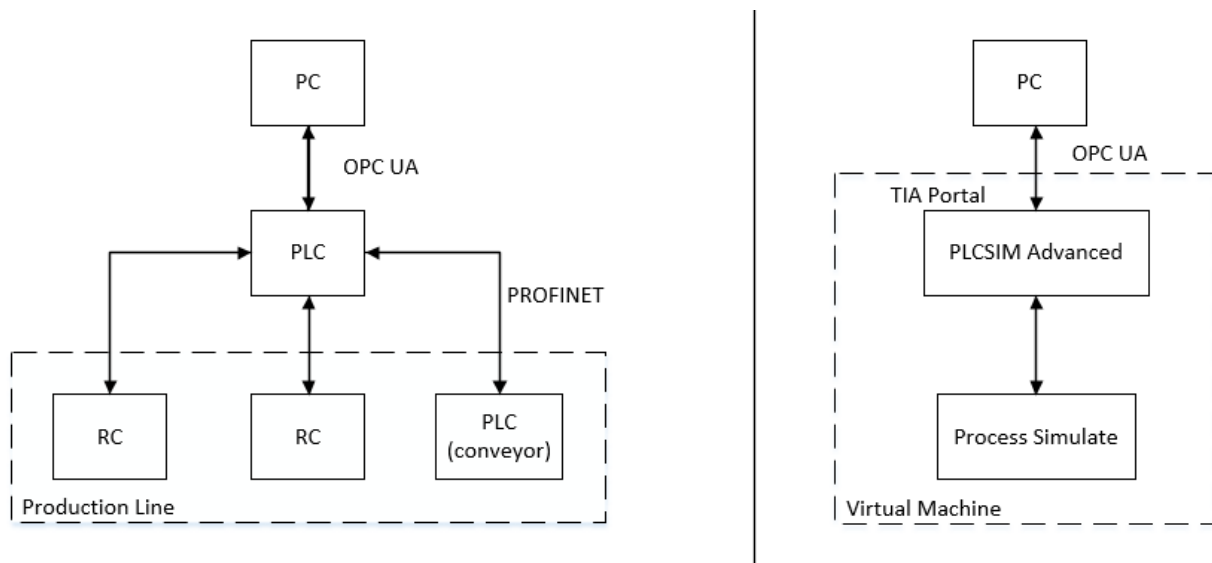 PC
OPC UA
PLC
PROFINET
RC
RC
PLC
(conveyor)
Production Line
PC
OPC UA
TIA Portal
PLCSIM Advanced
Process Simulate
Virtual Machine